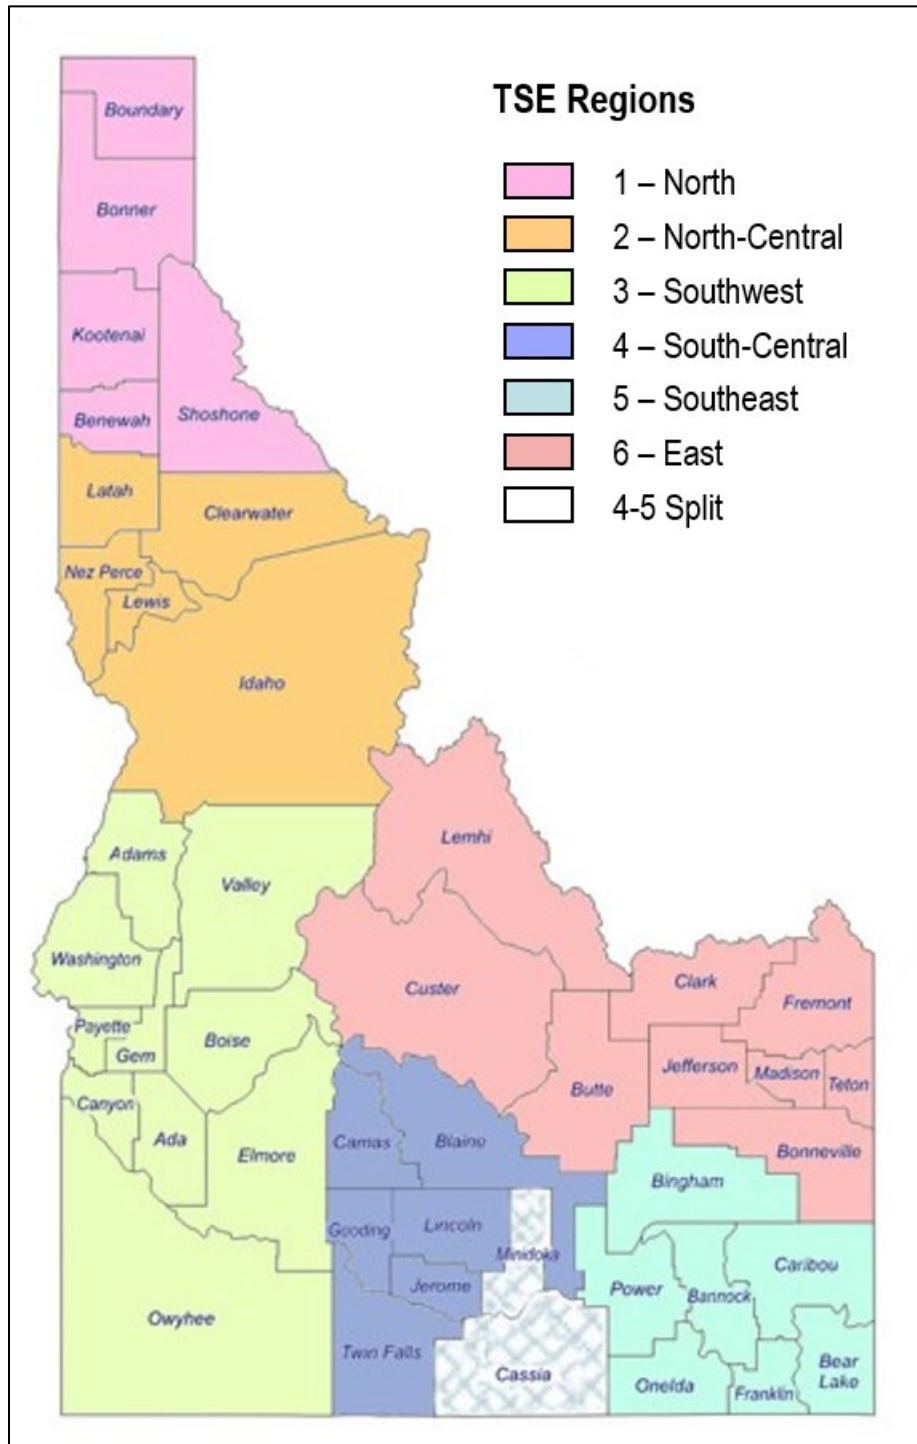 TSE Regions
1 – North
2 – North-Central
3 – Southwest
4 – South-Central
5 – Southeast
6 – East
4-5 Split
Boundary
Bonner
Kootenai
Benewah
Shoshone
Latah
Clearwater
Nez Perce
Lewis
Idaho
Lemhi
Adams
Valley
Washington
Custer
Clark
Fremont
Payette
Gem
Boise
Butte
Jefferson
Madison
Teton
Canyon
Ada
Elmore
Camas
Blaine
Bonneville
Bingham
Gooding
Lincoln
Minidoka
Jerome
Power
Bannock
Caribou
Owyhee
Twin Falls
Cassia
Oneida
Franklin
Bear
Lake